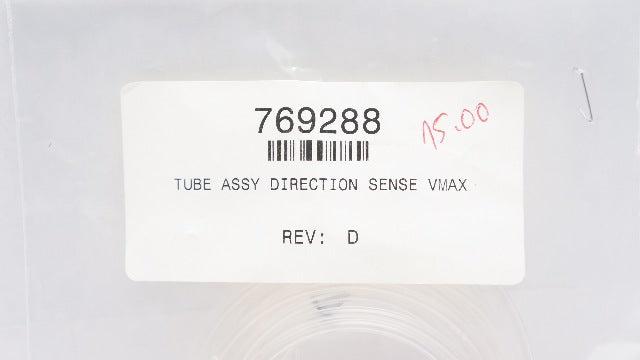 769288
15.00
TUBE ASSY DIRECTION SENSE VMAX
REV: D